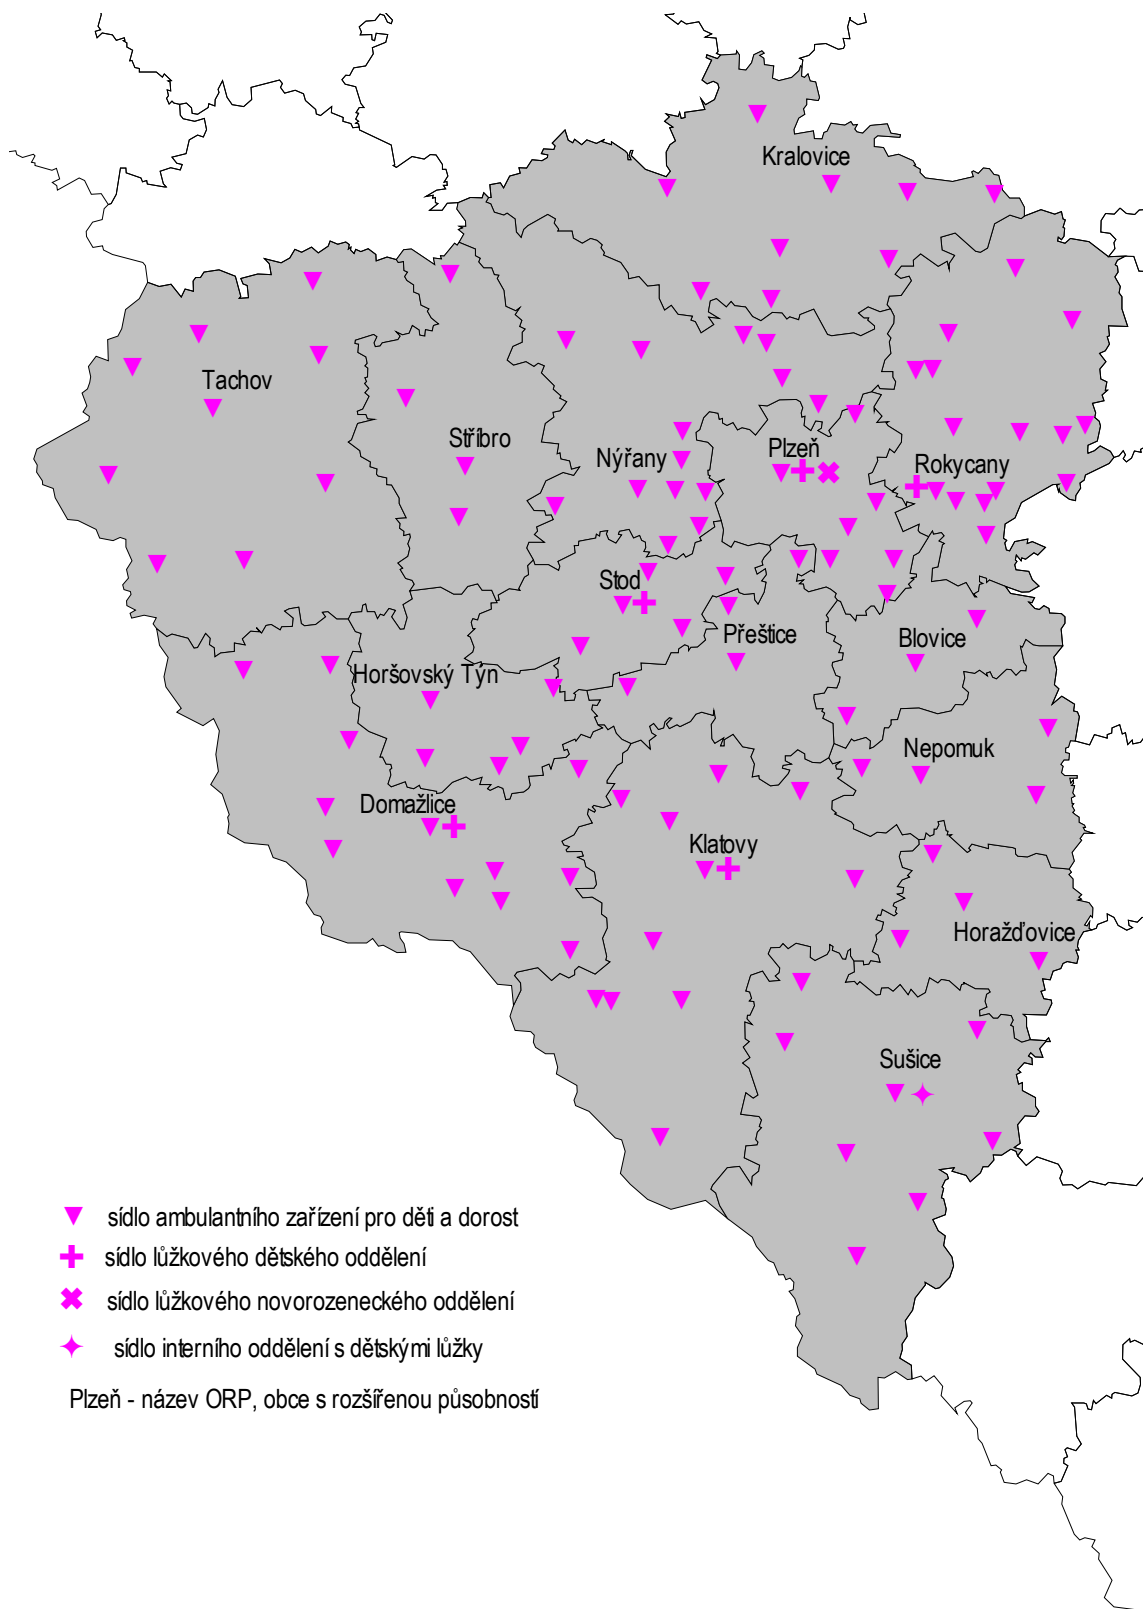 Kralovice
Tachov
Stříbro
Nýřany
Plzeň
Rokycany
Stod
Přeštice
Blovice
Horšovský Týn
Nepomuk
Domažlice
Klatovy
Horažďovice
Sušice
sídlo ambulantního zařízení pro děti a dorost
sídlo lůžkového dětského oddělení
sídlo lůžkového novorozeneckého oddělení
sídlo interního oddělení s dětskými lůžky
Plzeň - název ORP, obce s rozšířenou působností